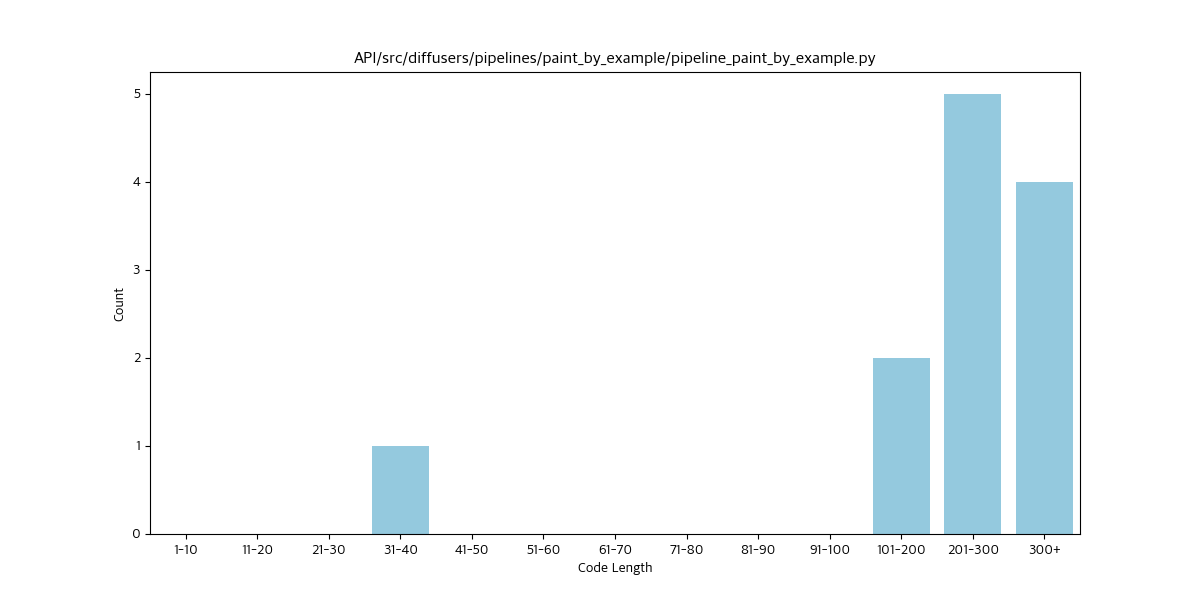 API/src/diffusers/pipelines/paint_by_example/pipeline_paint_by_example.py
5
4
3
2
1
0
Count
1-10 11-20 21-30 31-40 41-50 51-60 61-70 71-80 81-90 91-100 101-200 201-300 300+
Code Length